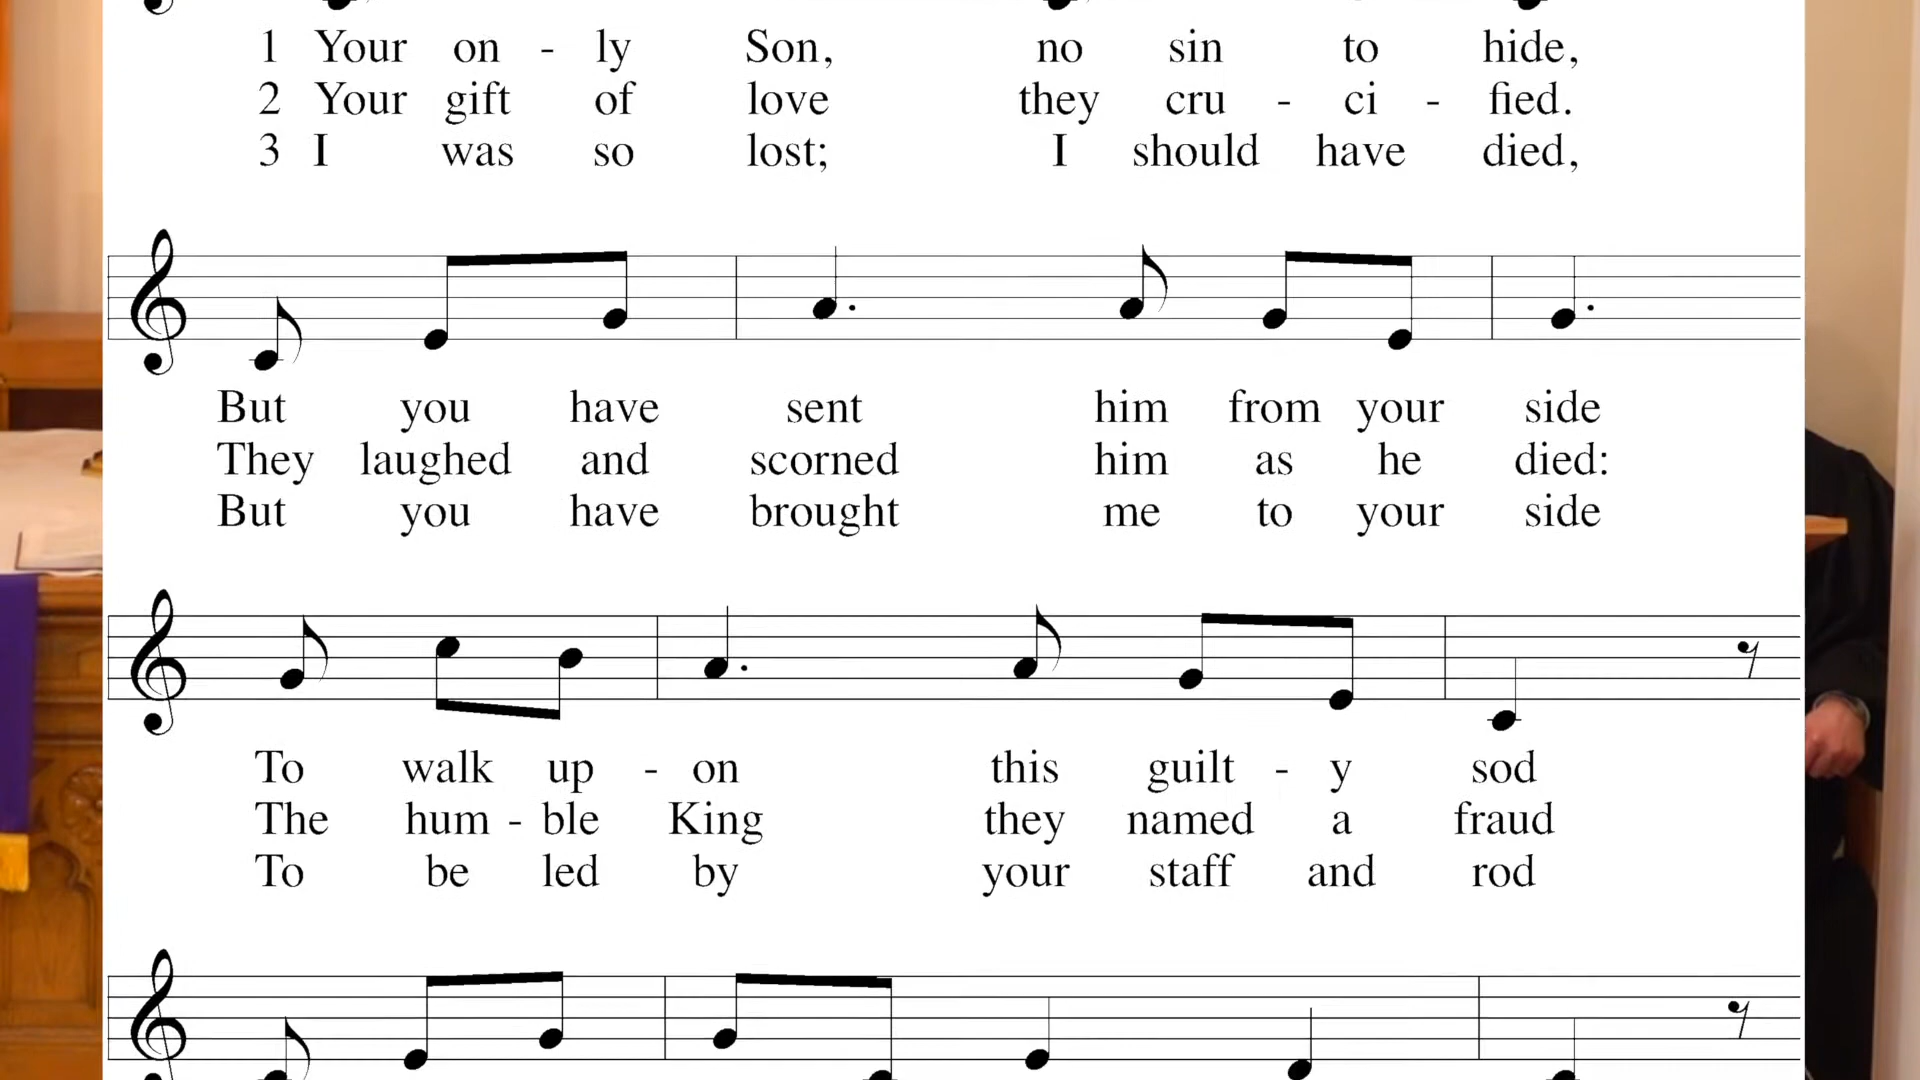 1 Your on - ly Son, no sin to hide,
2 Your gift of love they cru - ci - fied.
3 I was so lost; I should have died,
But you have sent him from your side
They laughed and scorned him as he died:
But you have brought me to your side
To walk up - on this guilt - y sod
The hum - ble King they named a fraud
To be led by your staff and rod